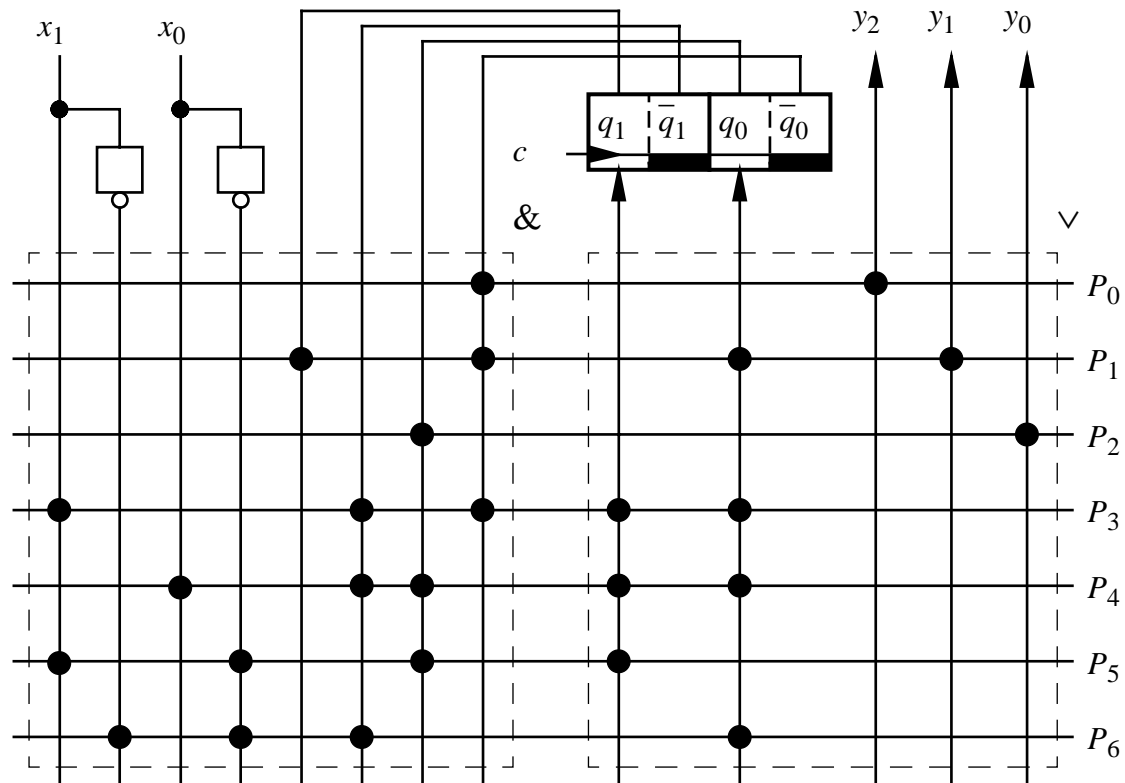 x₁ x₀ y₂ y₁ y₀
q₁ q̅₁ q₀ q̅₀
c
& ∨
P₀
P₁
P₂
P₃
P₄
P₅
P₆